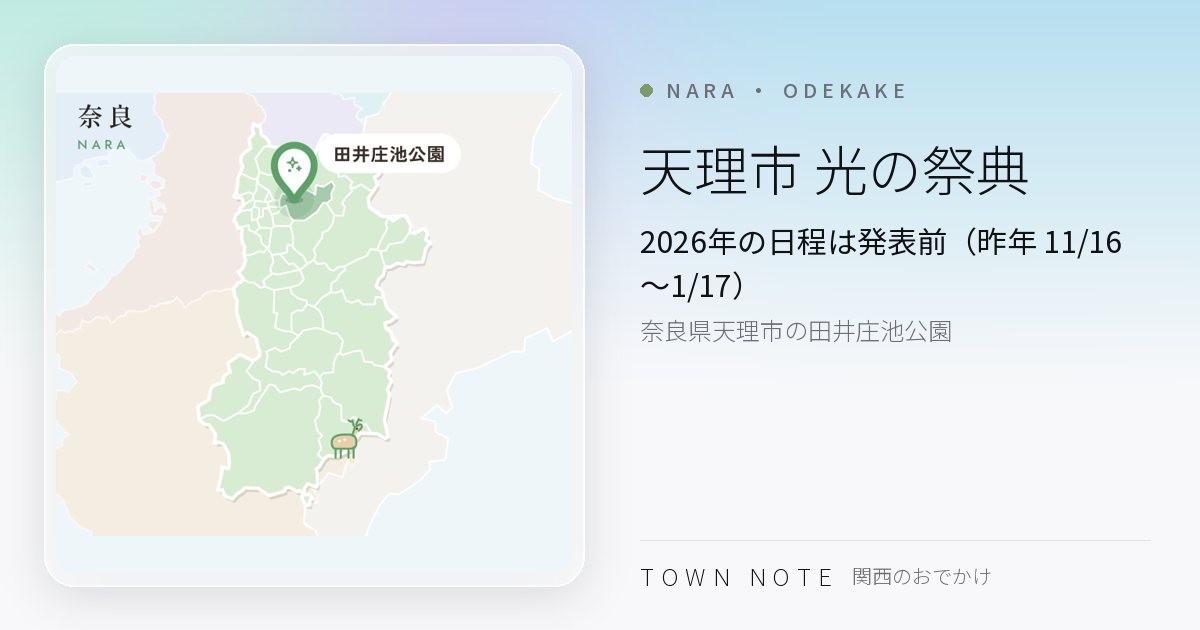 奈良
NARA
田井庄池公園
NARA • ODEKAKE
天理市 光の祭典
2026年の日程は発表前（昨年 11/16
～1/17）
奈良県天理市の田井庄池公園
TOWN NOTE 関西のおでかけ